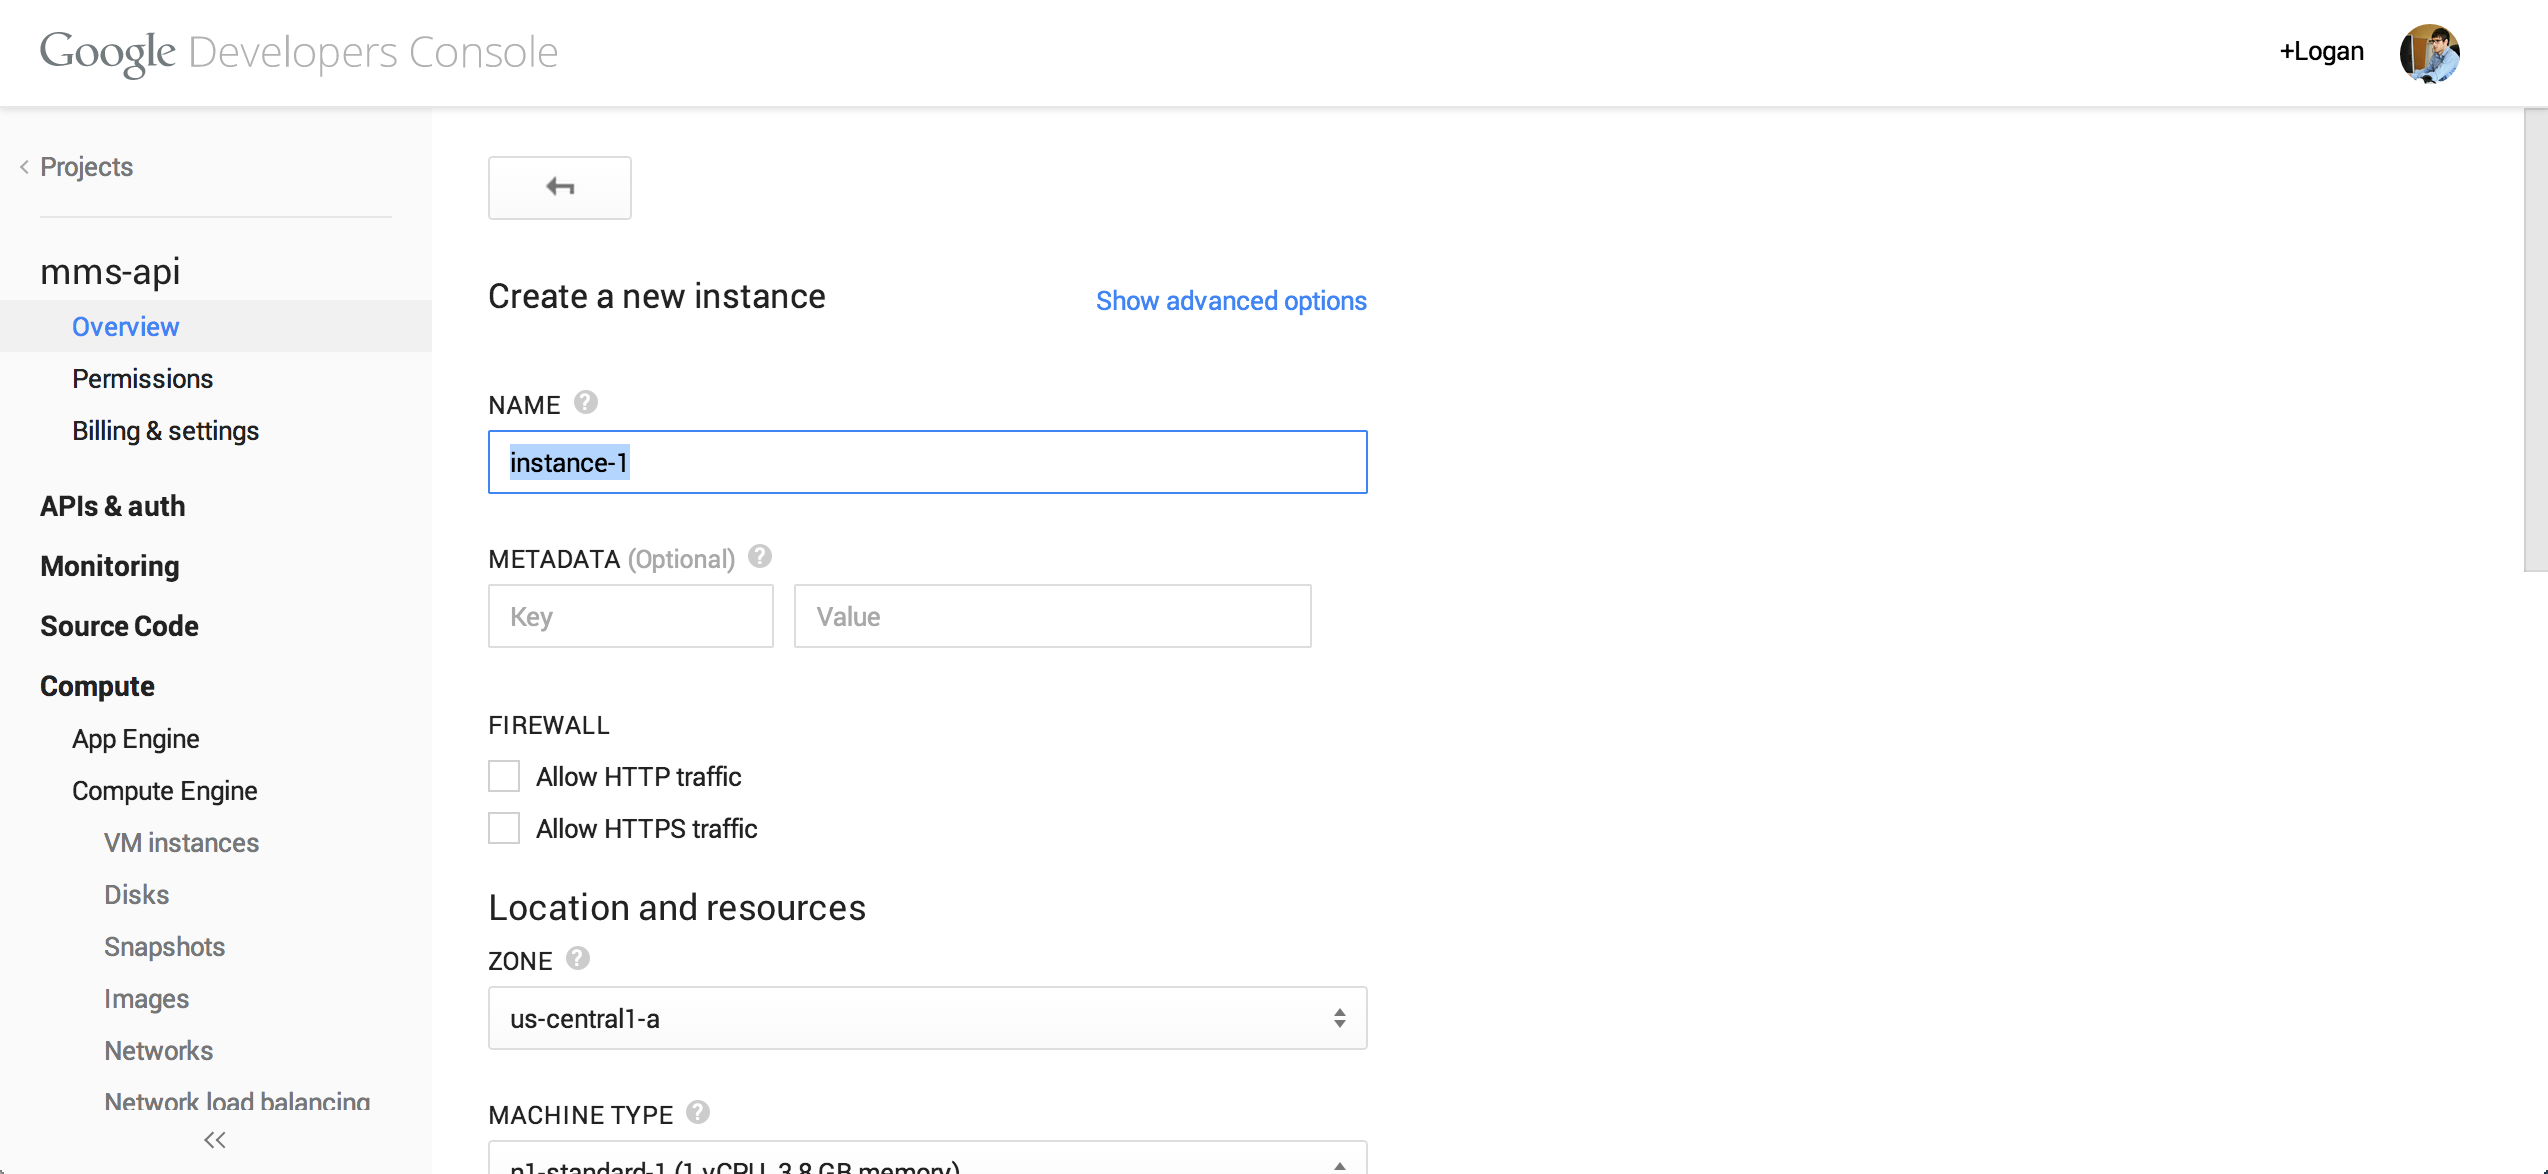 Google Developers Console
+Logan
Projects
mms-api
Overview
Permissions
Billing & settings
APIs & auth
Monitoring
Source Code
Compute
App Engine
Compute Engine
VM instances
Disks
Snapshots
Images
Networks
Network load balancing
Create a new instance
Show advanced options
NAME ?
instance-1
METADATA (Optional) ?
Key Value
FIREWALL
Allow HTTP traffic
Allow HTTPS traffic
Location and resources
ZONE ?
us-central1-a
MACHINE TYPE ?
n1-standard-1 (1 vCPU, 3.8 GB memory)